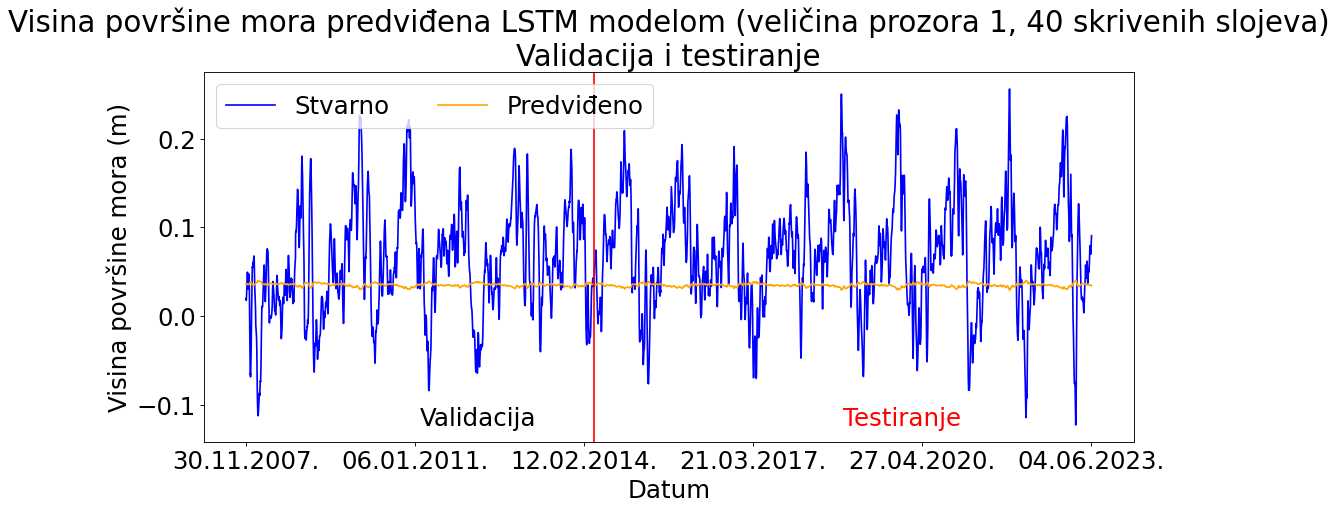 Visina površine mora predviđena LSTM modelom (veličina prozora 1, 40 skrivenih slojeva)
Validacija i testiranje
Stvarno
Predviđeno
Visina površine mora (m)
0.2
0.1
0.0
−0.1
Validacija
Testiranje
30.11.2007.
06.01.2011.
12.02.2014.
21.03.2017.
27.04.2020.
04.06.2023.
Datum